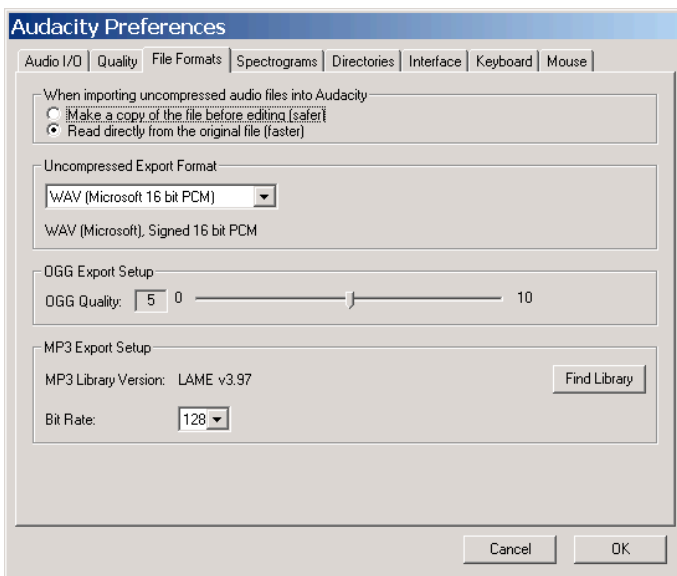 Audacity Preferences
Audio I/O Quality File Formats Spectrograms Directories Interface Keyboard Mouse
When importing uncompressed audio files into Audacity
Make a copy of the file before editing (safer)
Read directly from the original file (faster)
Uncompressed Export Format
WAV (Microsoft 16 bit PCM)
WAV (Microsoft), Signed 16 bit PCM
OGG Export Setup
OGG Quality: 5 0 10
MP3 Export Setup
MP3 Library Version: LAME v3.97 Find Library
Bit Rate: 128
Cancel OK